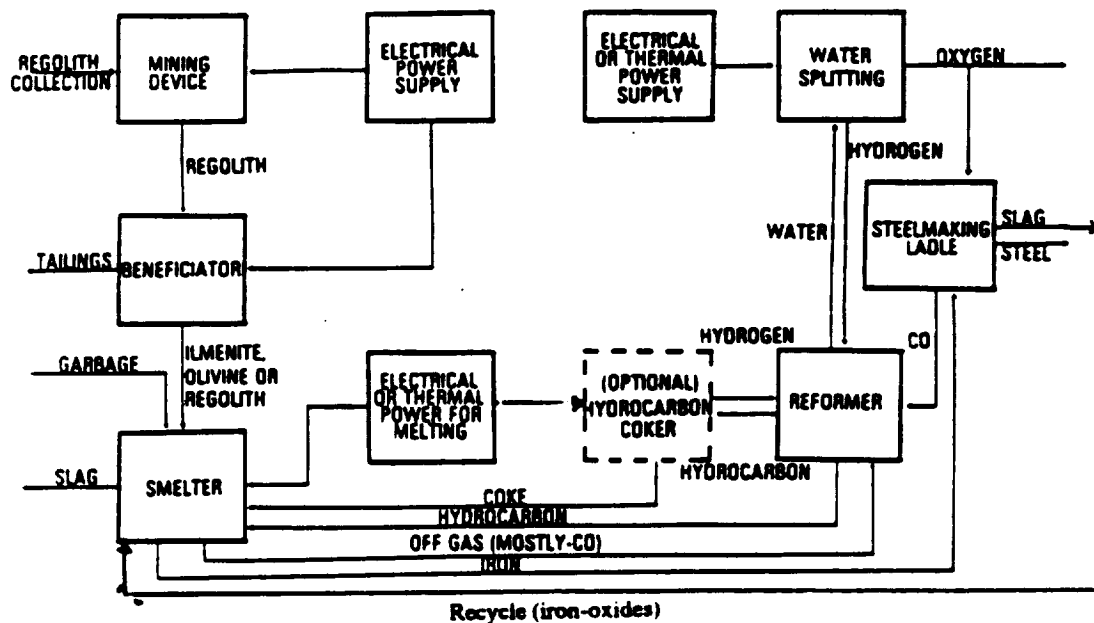 REGOLITH
COLLECTION
MINING
DEVICE
ELECTRICAL
POWER
SUPPLY
ELECTRICAL
OR THERMAL
POWER
SUPPLY
WATER
SPLITTING
OXYGEN
REGOLITH
HYDROGEN
WATER
STEELMAKING
LADLE
SLAG
STEEL
TAILINGS
BENEFICIATOR
ILMENITE,
OLIVINE OR
REGOLITH
GARBAGE
ELECTRICAL
OR THERMAL
POWER FOR
MELTING
(OPTIONAL)
HYDROCARBON
COKER
HYDROGEN
REFORMER
CO
HYDROCARBON
SLAG
SMELTER
COKE
HYDROCARBON
OFF GAS (MOSTLY-CO)
IRON
Recycle (iron-oxides)